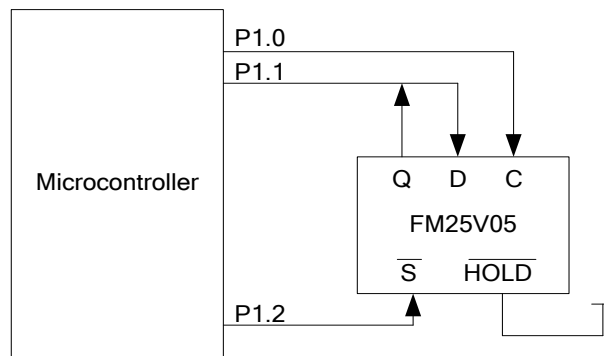 P1.0
P1.1
Microcontroller
Q D C
FM25V05
S HOLD
P1.2